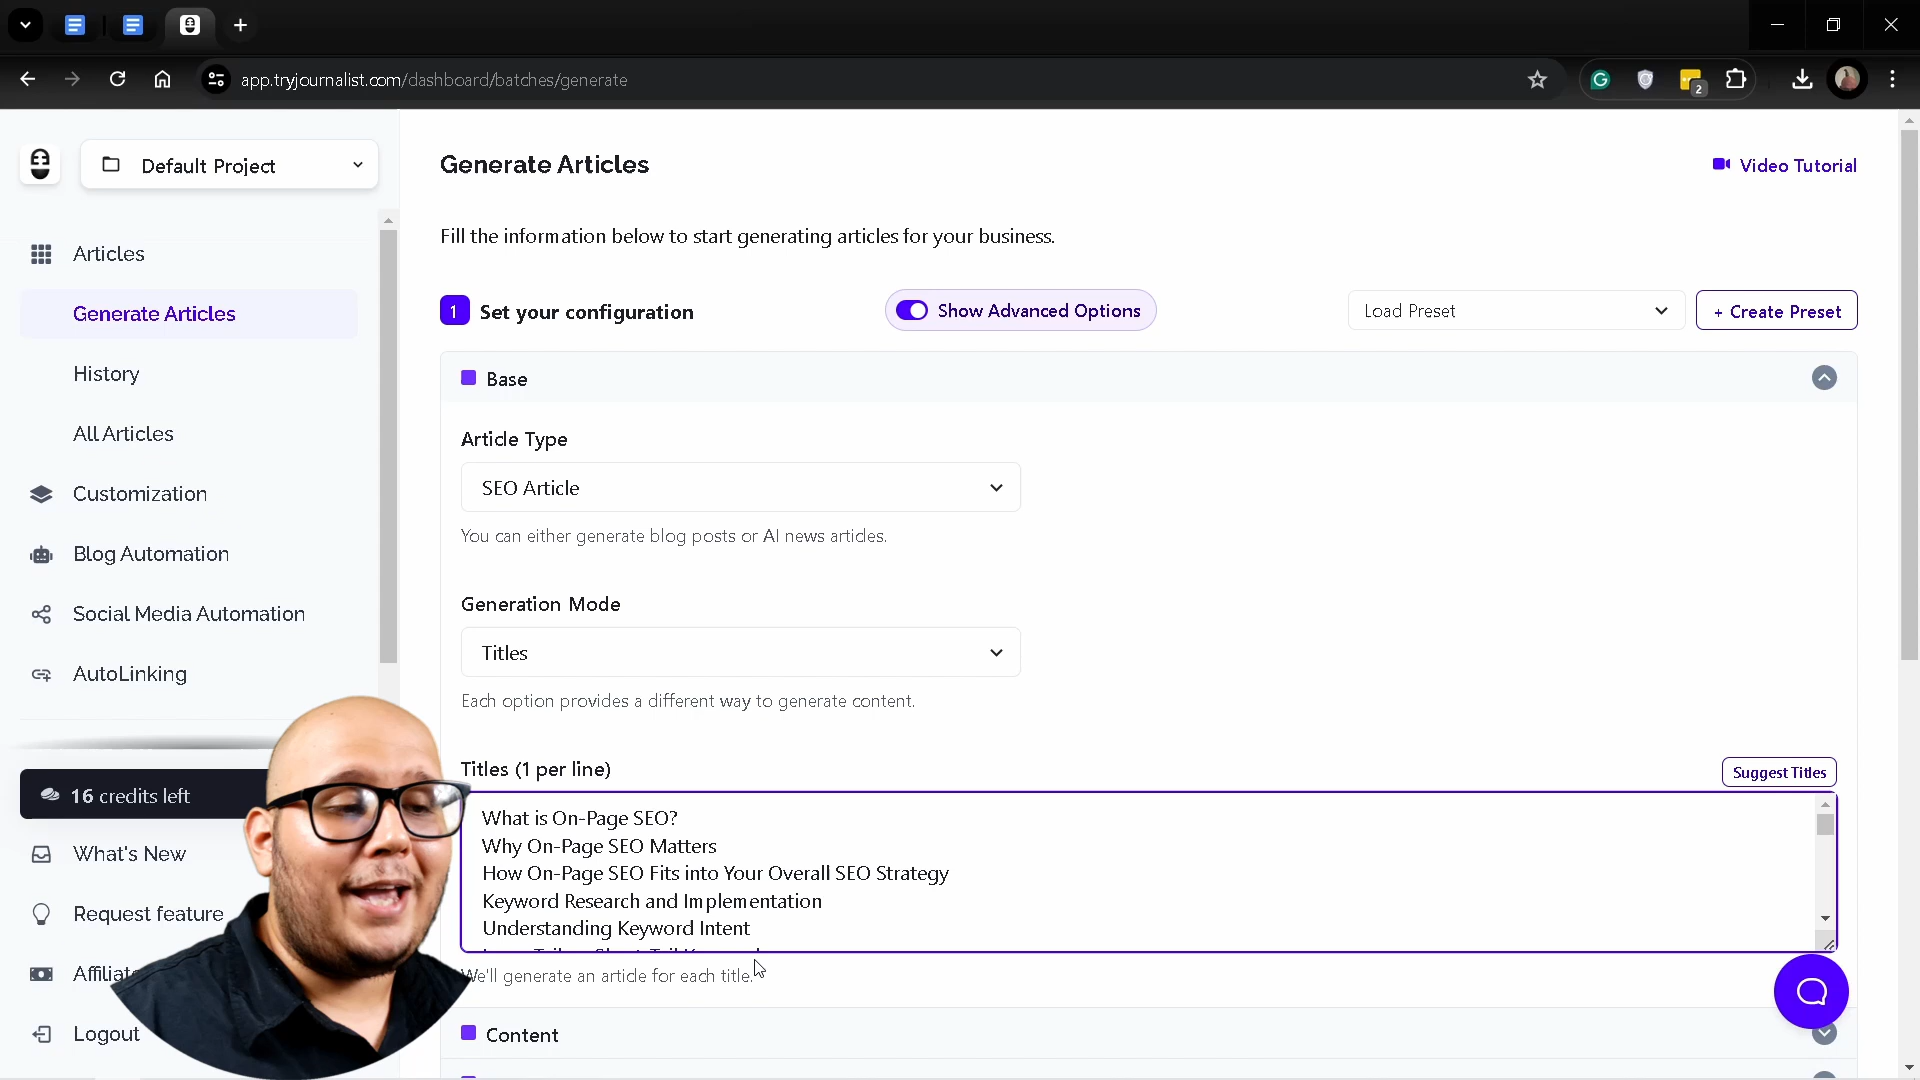 app.tryjournalist.com/dashboard/batches/generate
2
Default Project
Generate Articles
Video Tutorial
Articles
Fill the information below to start generating articles for your business.
Generate Articles
1 Set your configuration
Show Advanced Options
Load Preset
+ Create Preset
History
Base
All Articles
Article Type
Customization
SEO Article
You can either generate blog posts or AI news articles.
Blog Automation
Generation Mode
Social Media Automation
Titles
AutoLinking
Each option provides a different way to generate content.
Titles (1 per line)
Suggest Titles
16 credits left
What is On-Page SEO?
Why On-Page SEO Matters
What's New
How On-Page SEO Fits into Your Overall SEO Strategy
Keyword Research and Implementation
Request feature
Understanding Keyword Intent
We'll generate an article for each title.
Logout
Content